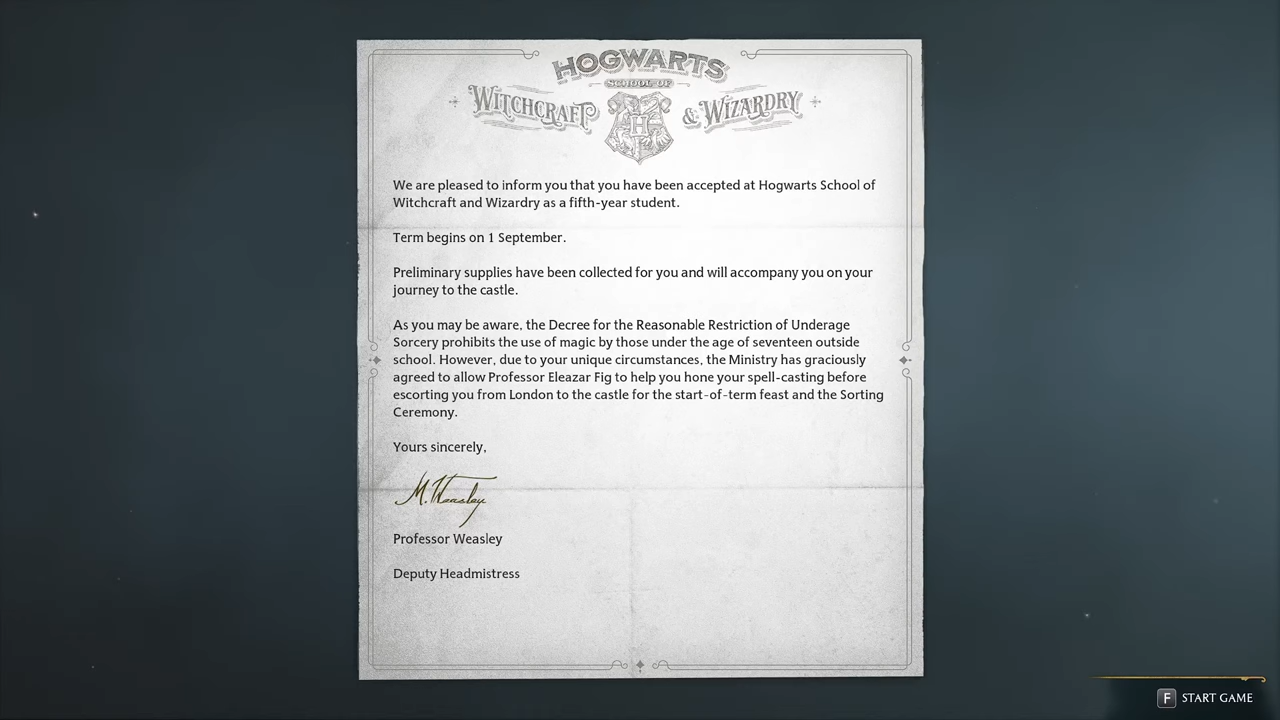 HOGWARTS
SCHOOL OF
WITCHCRAFT & WIZARDRY
H
We are pleased to inform you that you have been accepted at Hogwarts School of
Witchcraft and Wizardry as a fifth-year student.
Term begins on 1 September.
Preliminary supplies have been collected for you and will accompany you on your
journey to the castle.
As you may be aware, the Decree for the Reasonable Restriction of Underage
Sorcery prohibits the use of magic by those under the age of seventeen outside
school. However, due to your unique circumstances, the Ministry has graciously
agreed to allow Professor Eleazar Fig to help you hone your spell-casting before
escorting you from London to the castle for the start-of-term feast and the Sorting
Ceremony.
Yours sincerely,
M. Weasley
Professor Weasley
Deputy Headmistress
F START GAME